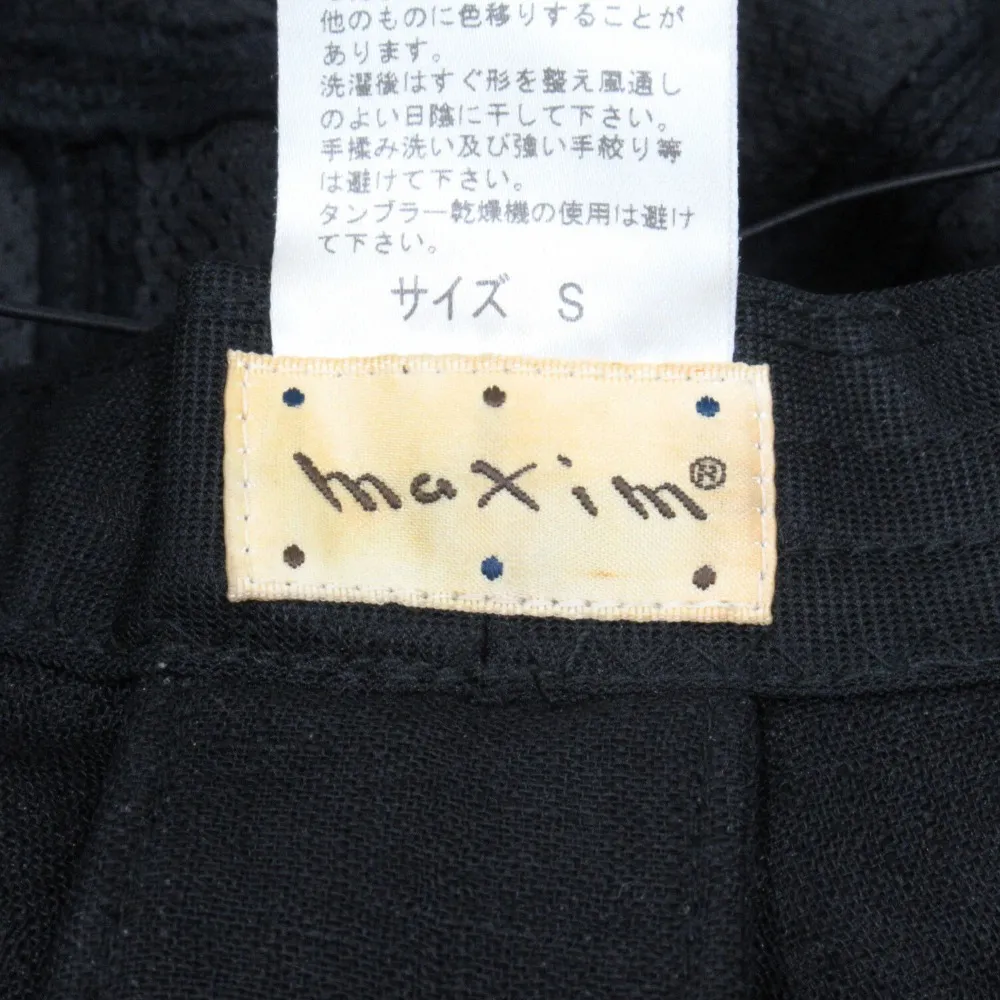 他のものに色移りすることが
あります。
洗濯後はすぐ形を整え風通し
のよい日陰に干して下さい。
手揉み洗い及び強い手絞り等
は避けて下さい。
タンブラー乾燥機の使用は避け
て下さい。
サイズ S
maxim®